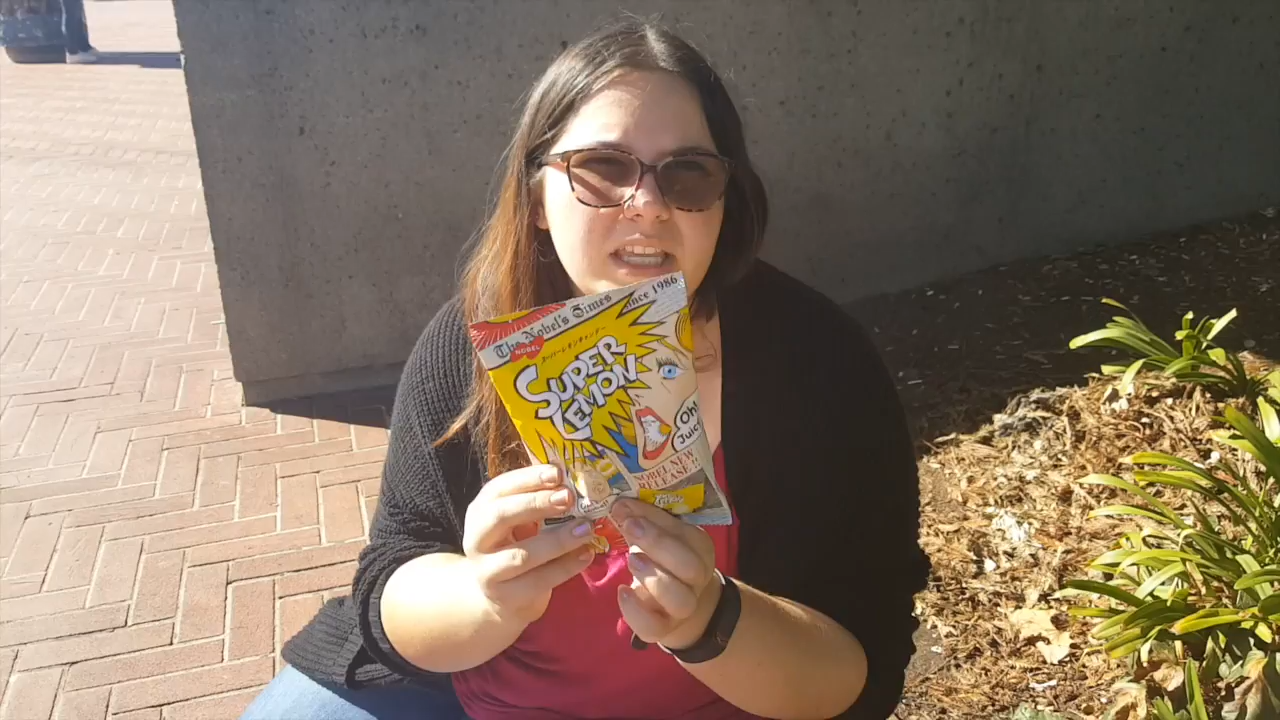 The Nobel's Times
since 1986
NOBEL
スーパーレモンキャンディー
SUPER
LEMON
Oh!
Juicy
NOBEL NEW
RELEASE!!